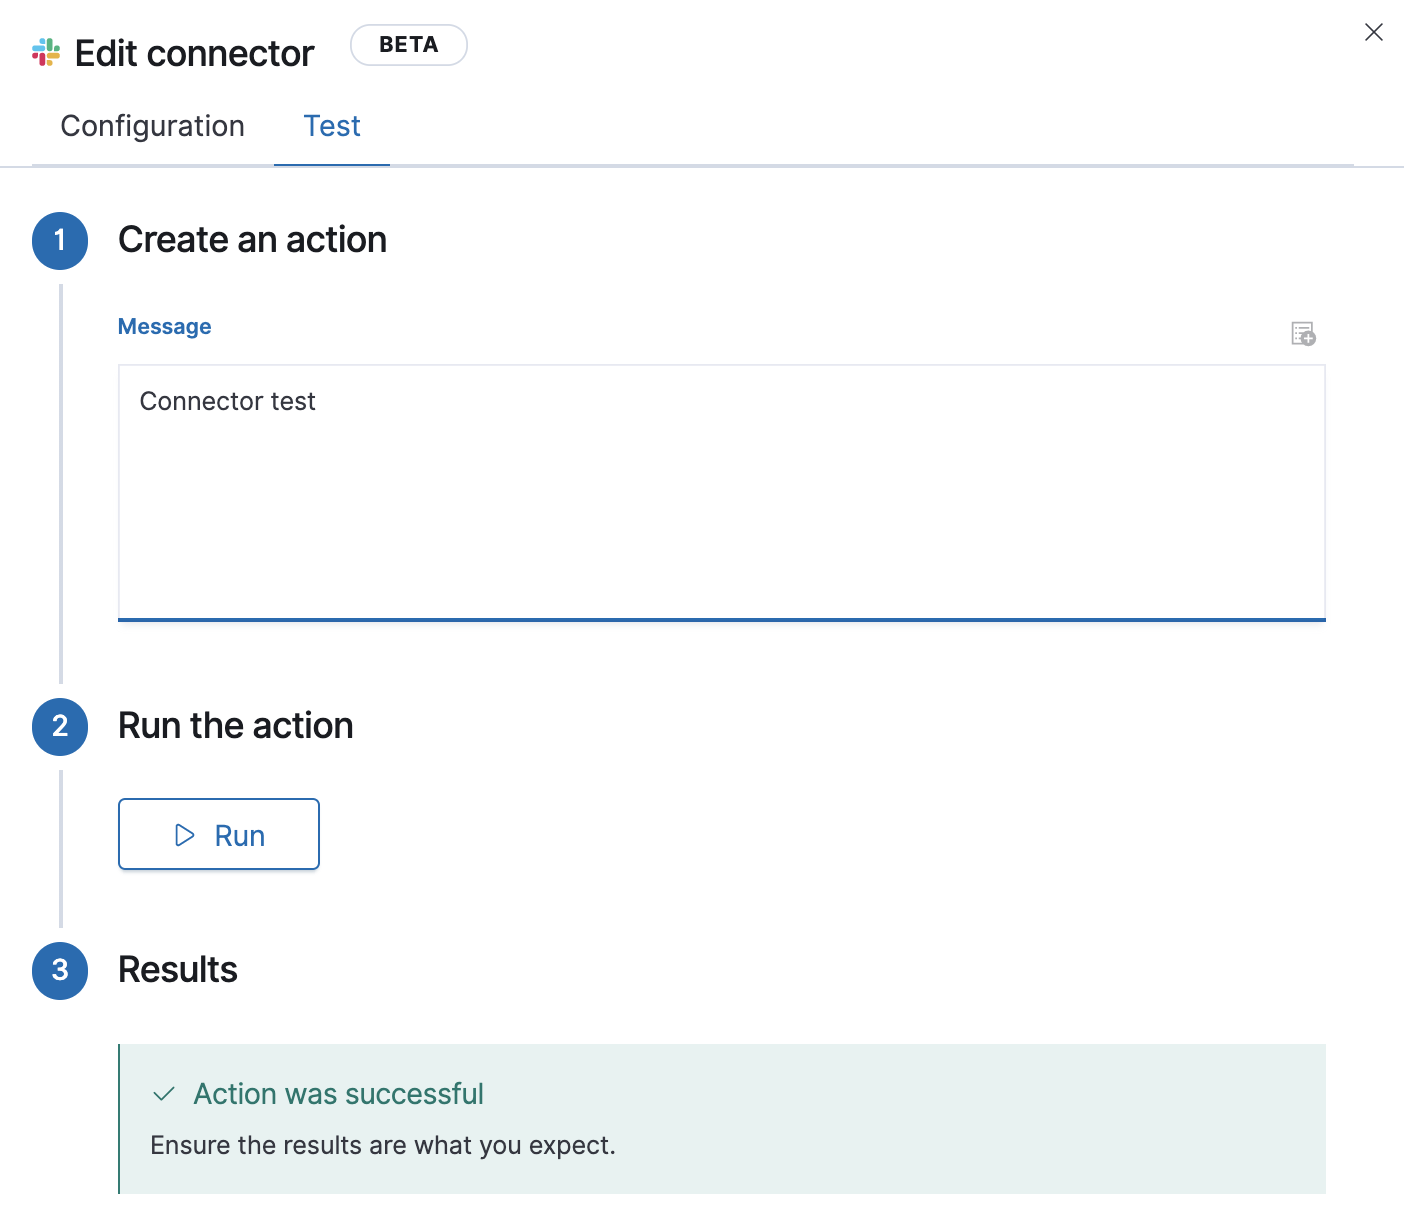 Edit connector BETA
Configuration Test
1 Create an action
Message
Connector test
2 Run the action
Run
3 Results
Action was successful
Ensure the results are what you expect.